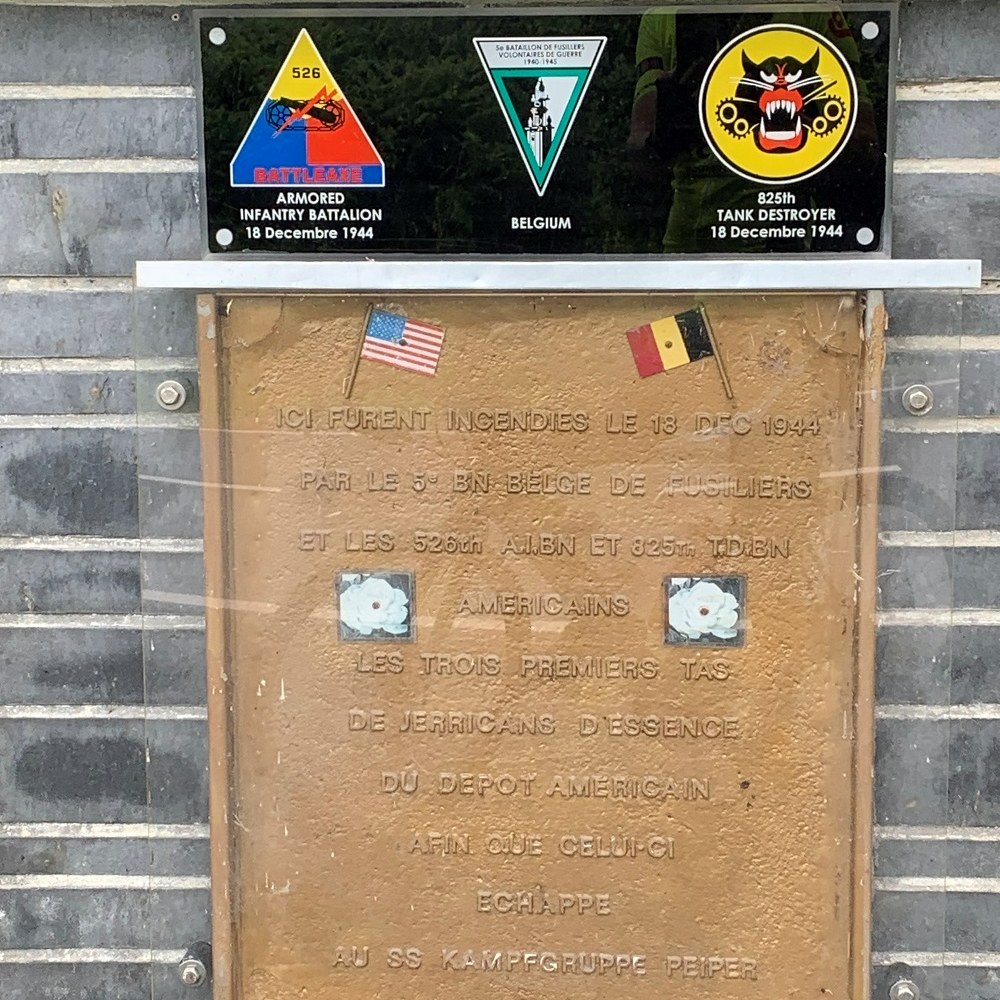 526
BATTLEAXE
ARMORED
INFANTRY BATTALION
18 Decembre 1944
5e BATAILLON DE FUSILLERS
VOLONTAIRES DE GUERRE
1940-1945
BELGIUM
825th
TANK DESTROYER
18 Decembre 1944
ICI FURENT INCENDIES LE 18 DEC 1944
PAR LE 5e BN BELGE DE FUSILIERS
ET LES 526th A.I.BN ET 825TH T.D.BN
AMERICAINS
LES TROIS PREMIERS TAS
DE JERRICANS D'ESSENCE
DU DEPOT AMERICAIN
AFIN QUE CELUI-CI
ECHAPPE
AU SS KAMPFGRUPPE PEIPER